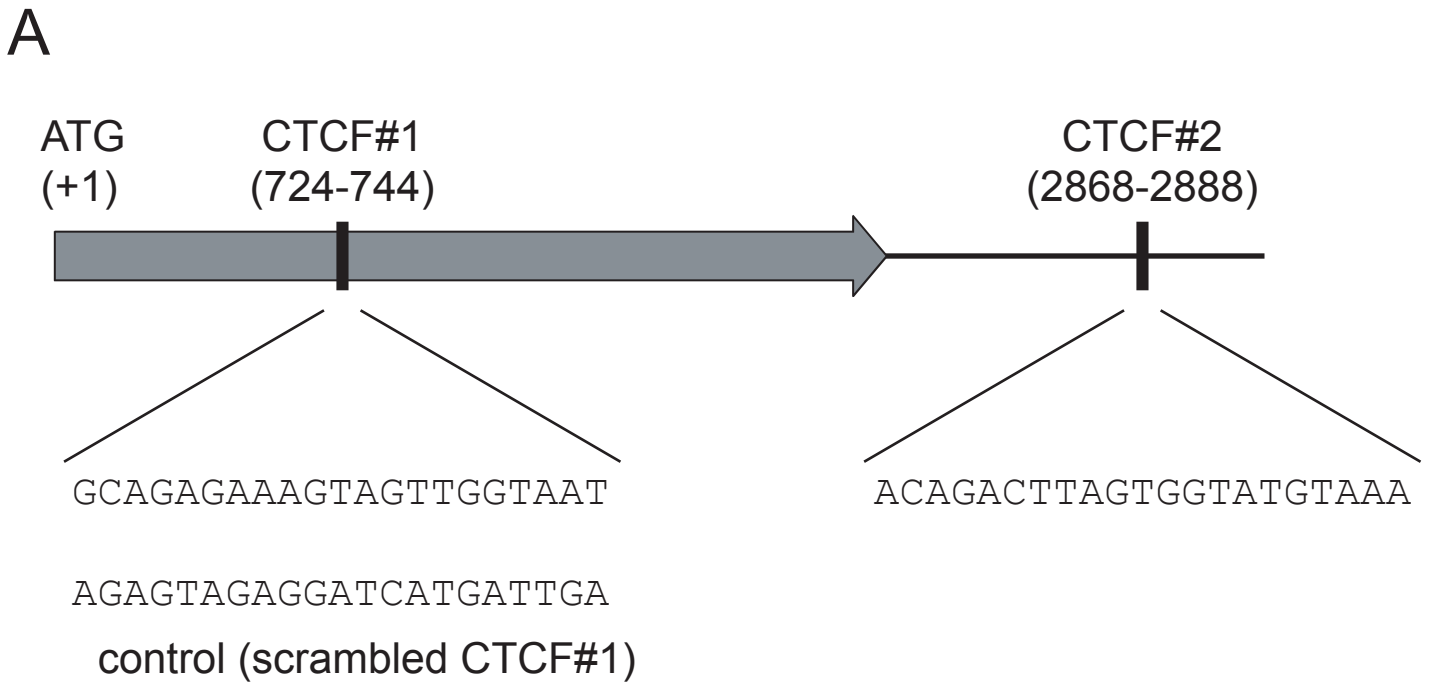 A
ATG
(+1)
CTCF#1
(724-744)
CTCF#2
(2868-2888)
GCAGAGAAAGTAGTTGGTAAT
ACAGACTTAGTGGTATGTAAA
AGAGTAGAGGATCATGATTGA
control (scrambled CTCF#1)